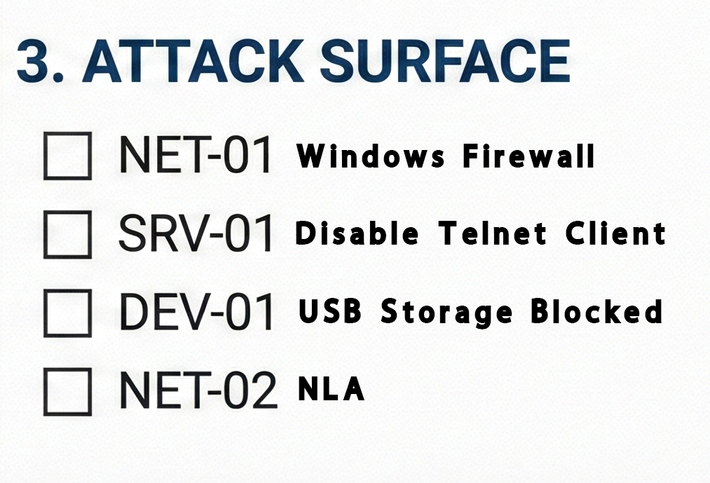 3. ATTACK SURFACE
☐ NET-01 Windows Firewall
☐ SRV-01 Disable Telnet Client
☐ DEV-01 USB Storage Blocked
☐ NET-02 NLA